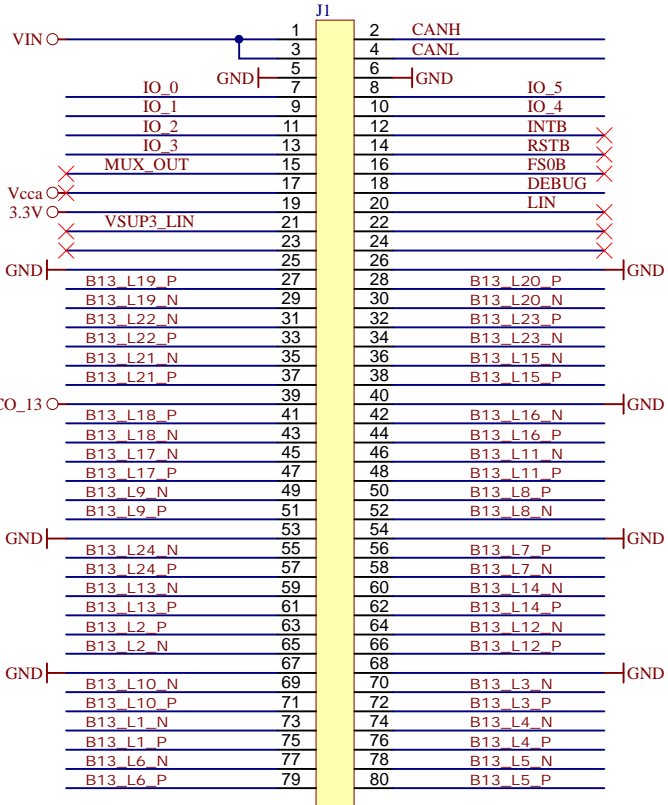 J1
VIN 1 2 CANH
3 4 CANL
GND 5 6 GND
IO_0 7 8 IO_5
IO_1 9 10 IO_4
IO_2 11 12 INTB
IO_3 13 14 RSTB
MUX_OUT 15 16 FS0B
Vcca 17 18 DEBUG
3.3V 19 20 LIN
VSUP3_LIN 21 22
23 24
GND 25 26 GND
B13_L19_P 27 28 B13_L20_P
B13_L19_N 29 30 B13_L20_N
B13_L22_N 31 32 B13_L23_P
B13_L22_P 33 34 B13_L23_N
B13_L21_N 35 36 B13_L15_N
B13_L21_P 37 38 B13_L15_P
CO_13 39 40 GND
B13_L18_P 41 42 B13_L16_N
B13_L18_N 43 44 B13_L16_P
B13_L17_N 45 46 B13_L11_N
B13_L17_P 47 48 B13_L11_P
B13_L9_N 49 50 B13_L8_P
B13_L9_P 51 52 B13_L8_N
GND 53 54 GND
B13_L24_N 55 56 B13_L7_P
B13_L24_P 57 58 B13_L7_N
B13_L13_N 59 60 B13_L14_N
B13_L13_P 61 62 B13_L14_P
B13_L2_P 63 64 B13_L12_N
B13_L2_N 65 66 B13_L12_P
GND 67 68 GND
B13_L10_N 69 70 B13_L3_N
B13_L10_P 71 72 B13_L3_P
B13_L1_N 73 74 B13_L4_N
B13_L1_P 75 76 B13_L4_P
B13_L6_N 77 78 B13_L5_N
B13_L6_P 79 80 B13_L5_P